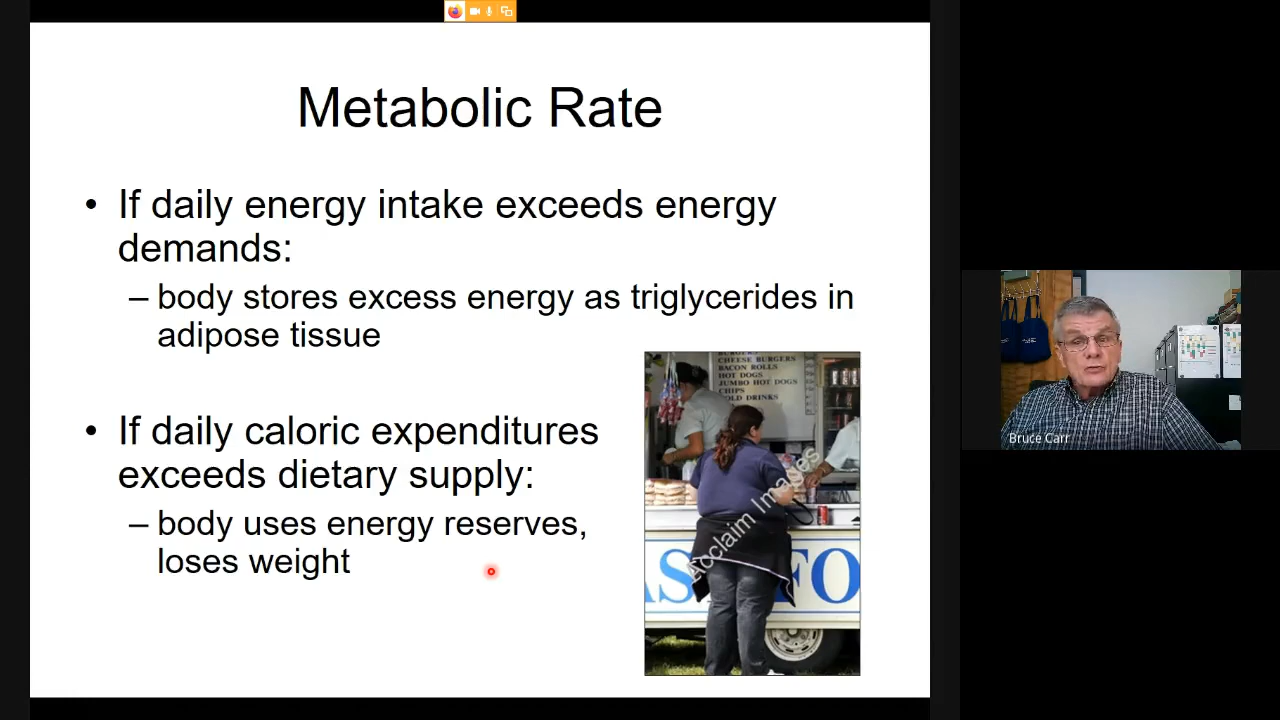 Metabolic Rate
• If daily energy intake exceeds energy
demands:
– body stores excess energy as triglycerides in
adipose tissue
• If daily caloric expenditures
exceeds dietary supply:
– body uses energy reserves,
loses weight
BURGERS
CHEESE BURGERS
BACON ROLLS
HOT DOGS
JUMBO HOT DOGS
CHIPS
COLD DRINKS
Acclaim Images
FO
Bruce Carr